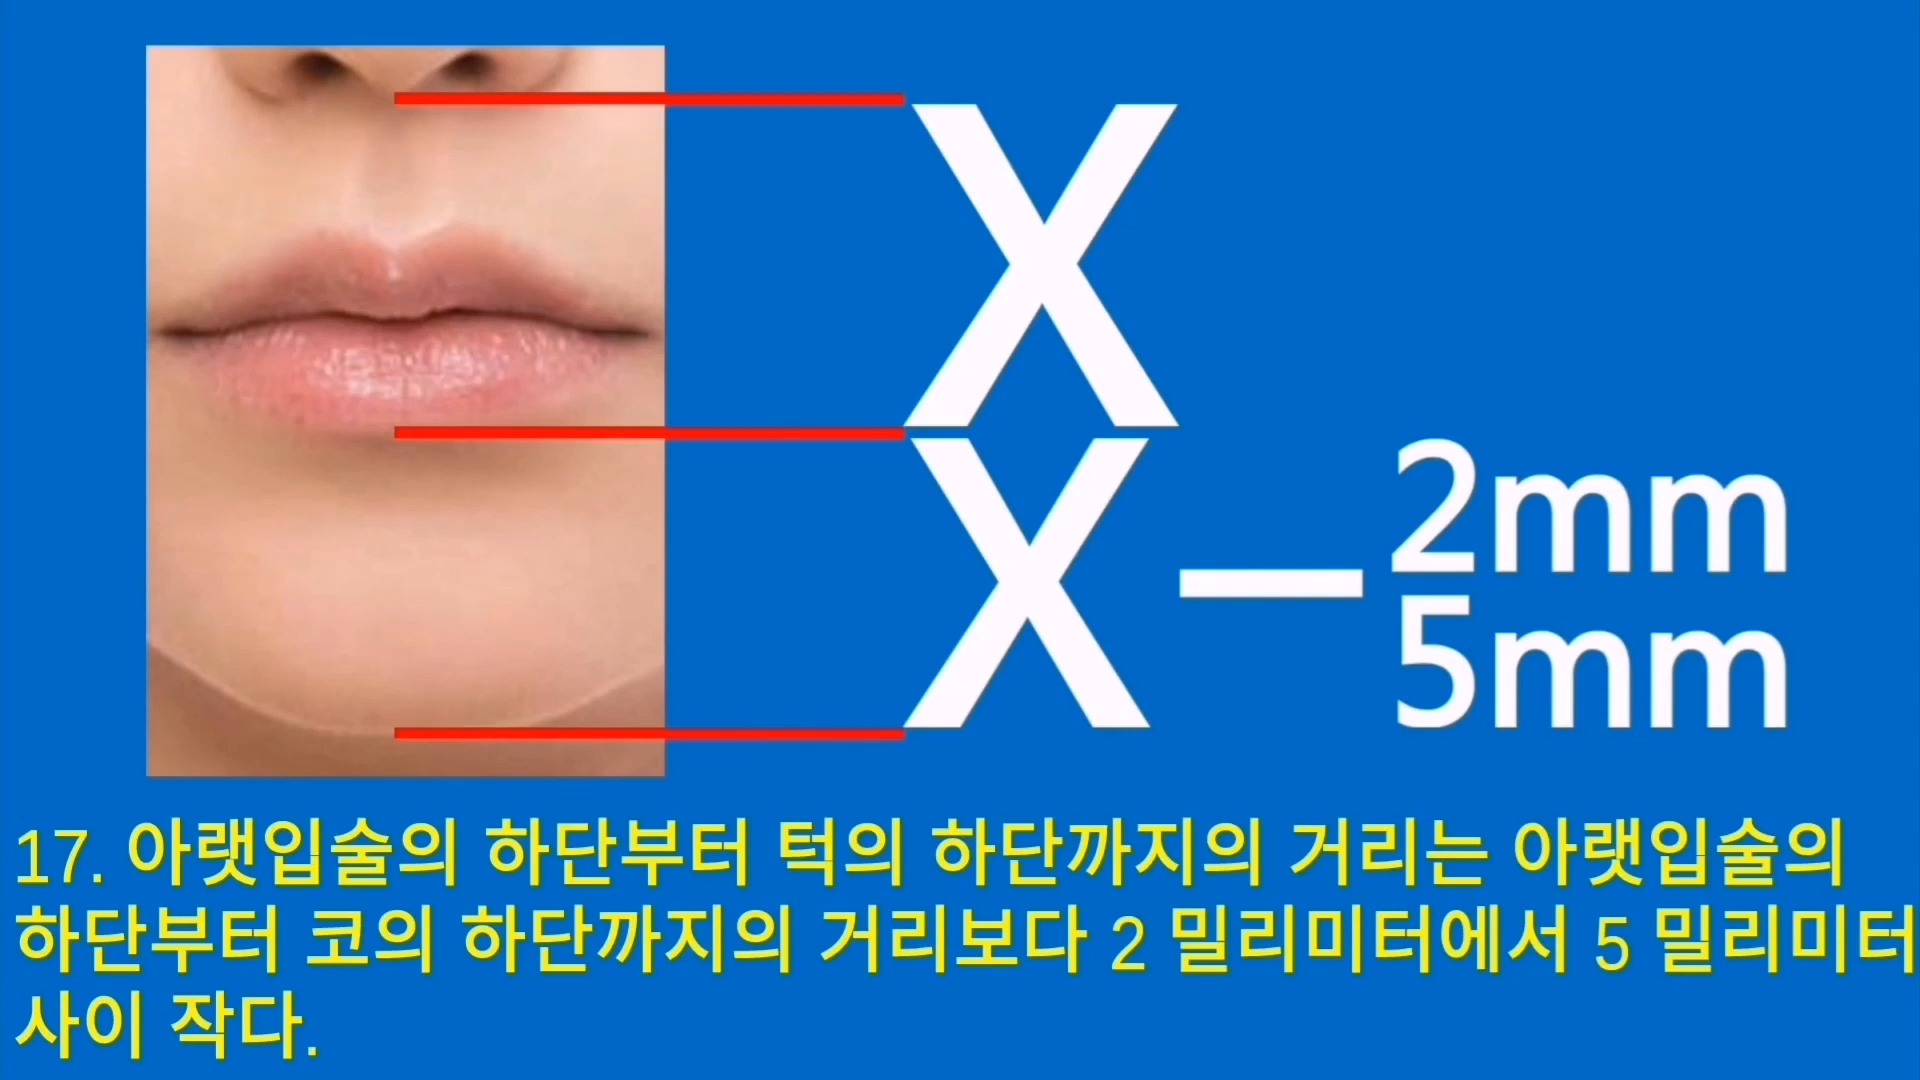 X
X — 2mm
5mm
17. 아랫입술의 하단부터 턱의 하단까지의 거리는 아랫입술의
하단부터 코의 하단까지의 거리보다 2 밀리미터에서 5 밀리미터
사이 작다.